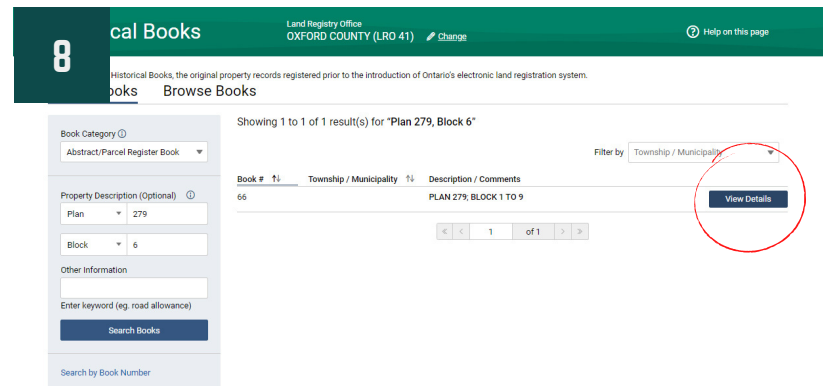 8
cal Books
Land Registry Office
OXFORD COUNTY (LRO 41) Change
Help on this page
Historical Books, the original property records registered prior to the introduction of Ontario's electronic land registration system.
ooks Browse Books
Showing 1 to 1 of 1 result(s) for "Plan 279, Block 6"
Book Category
Abstract/Parcel Register Book
Filter by Township / Municipality
Book # Township / Municipality Description / Comments
66 PLAN 279; BLOCK 1 TO 9 View Details
Property Description (Optional)
Plan 279
1 of 1
Block 6
Other Information
Enter keyword (eg. road allowance)
Search Books
Search by Book Number